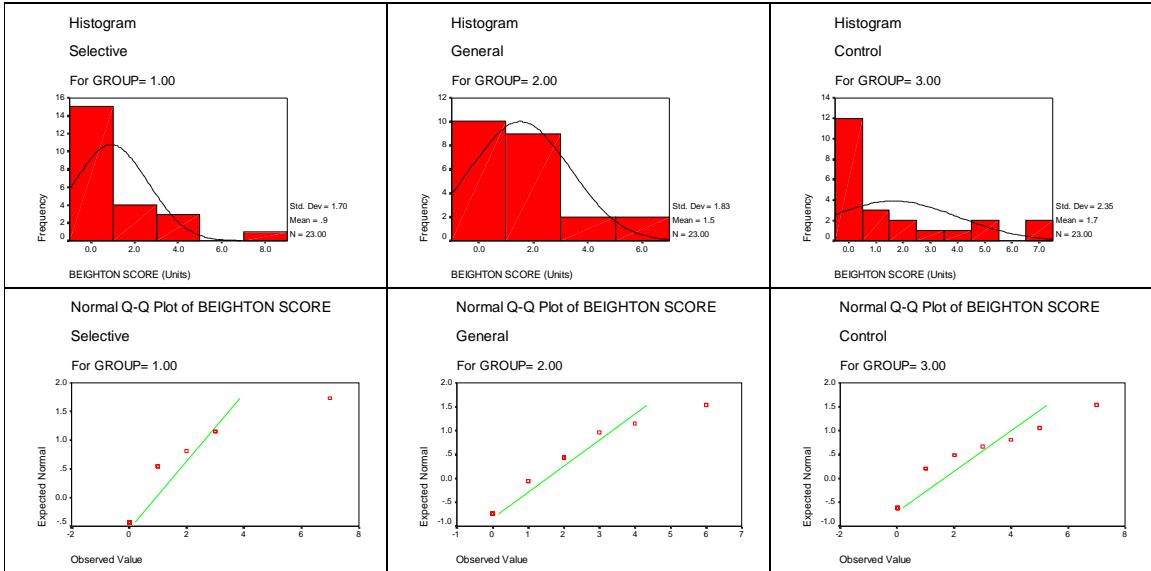 Histogram
Selective
For GROUP= 1.00
16
14
12
10
8
6
4
2
0
Frequency
0.0 2.0 4.0 6.0 8.0
Std. Dev = 1.70
Mean = .9
N = 23.00
BEIGHTON SCORE (Units)
Histogram
General
For GROUP= 2.00
12
10
8
6
4
2
0
Frequency
0.0 2.0 4.0 6.0
Std. Dev = 1.83
Mean = 1.5
N = 23.00
BEIGHTON SCORE (Units)
Histogram
Control
For GROUP= 3.00
14
12
10
8
6
4
2
0
Frequency
0.0 1.0 2.0 3.0 4.0 5.0 6.0 7.0
Std. Dev = 2.35
Mean = 1.7
N = 23.00
BEIGHTON SCORE (Units)
Normal Q-Q Plot of BEIGHTON SCORE
Selective
For GROUP= 1.00
2.0
1.5
1.0
.5
0.0
-.5
Expected Normal
-2 0 2 4 6 8
Observed Value
Normal Q-Q Plot of BEIGHTON SCORE
General
For GROUP= 2.00
2.0
1.5
1.0
.5
0.0
-.5
-1.0
Expected Normal
-1 0 1 2 3 4 5 6 7
Observed Value
Normal Q-Q Plot of BEIGHTON SCORE
Control
For GROUP= 3.00
2.0
1.5
1.0
.5
0.0
-.5
-1.0
Expected Normal
-2 0 2 4 6 8
Observed Value